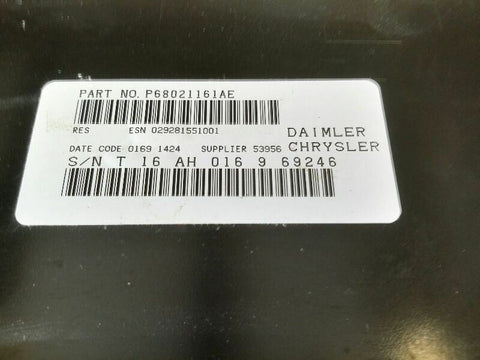 PART NO. P68021161AE
RES ESN 029281551001
DAIMLER
DATE CODE 0169 1424 SUPPLIER 53956
CHRYSLER
S/N T 16 AH 016 9 69246